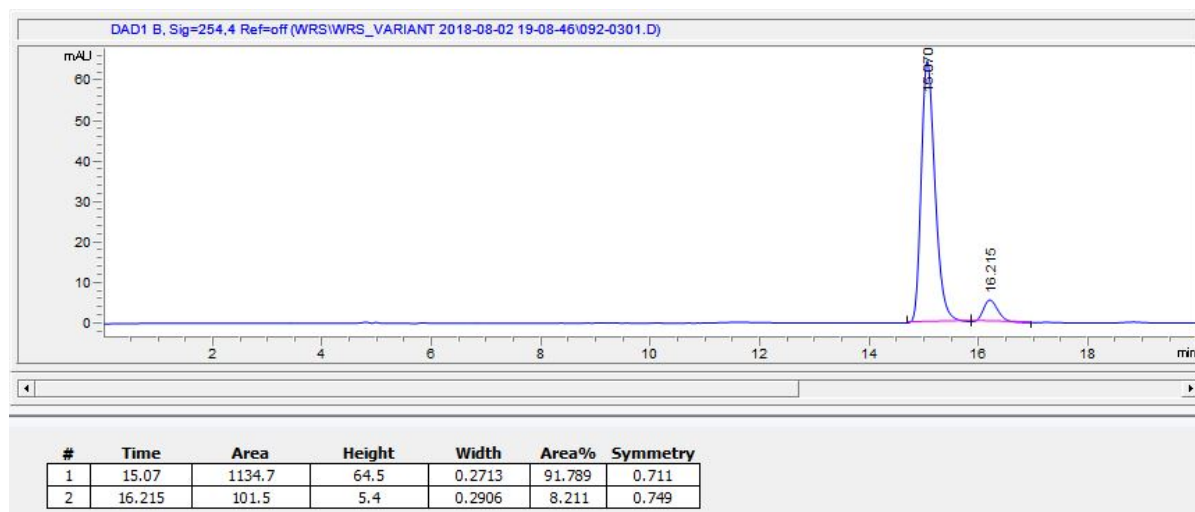 DAD1 B, Sig=254,4 Ref=off (WRS\WRS_VARIANT 2018-08-02 19-08-46\092-0301.D)
mAU
60
50
40
30
20
10
0
15.070
16.215
2 4 6 8 10 12 14 16 18 min
# Time Area Height Width Area% Symmetry
1 15.07 1134.7 64.5 0.2713 91.789 0.711
2 16.215 101.5 5.4 0.2906 8.211 0.749